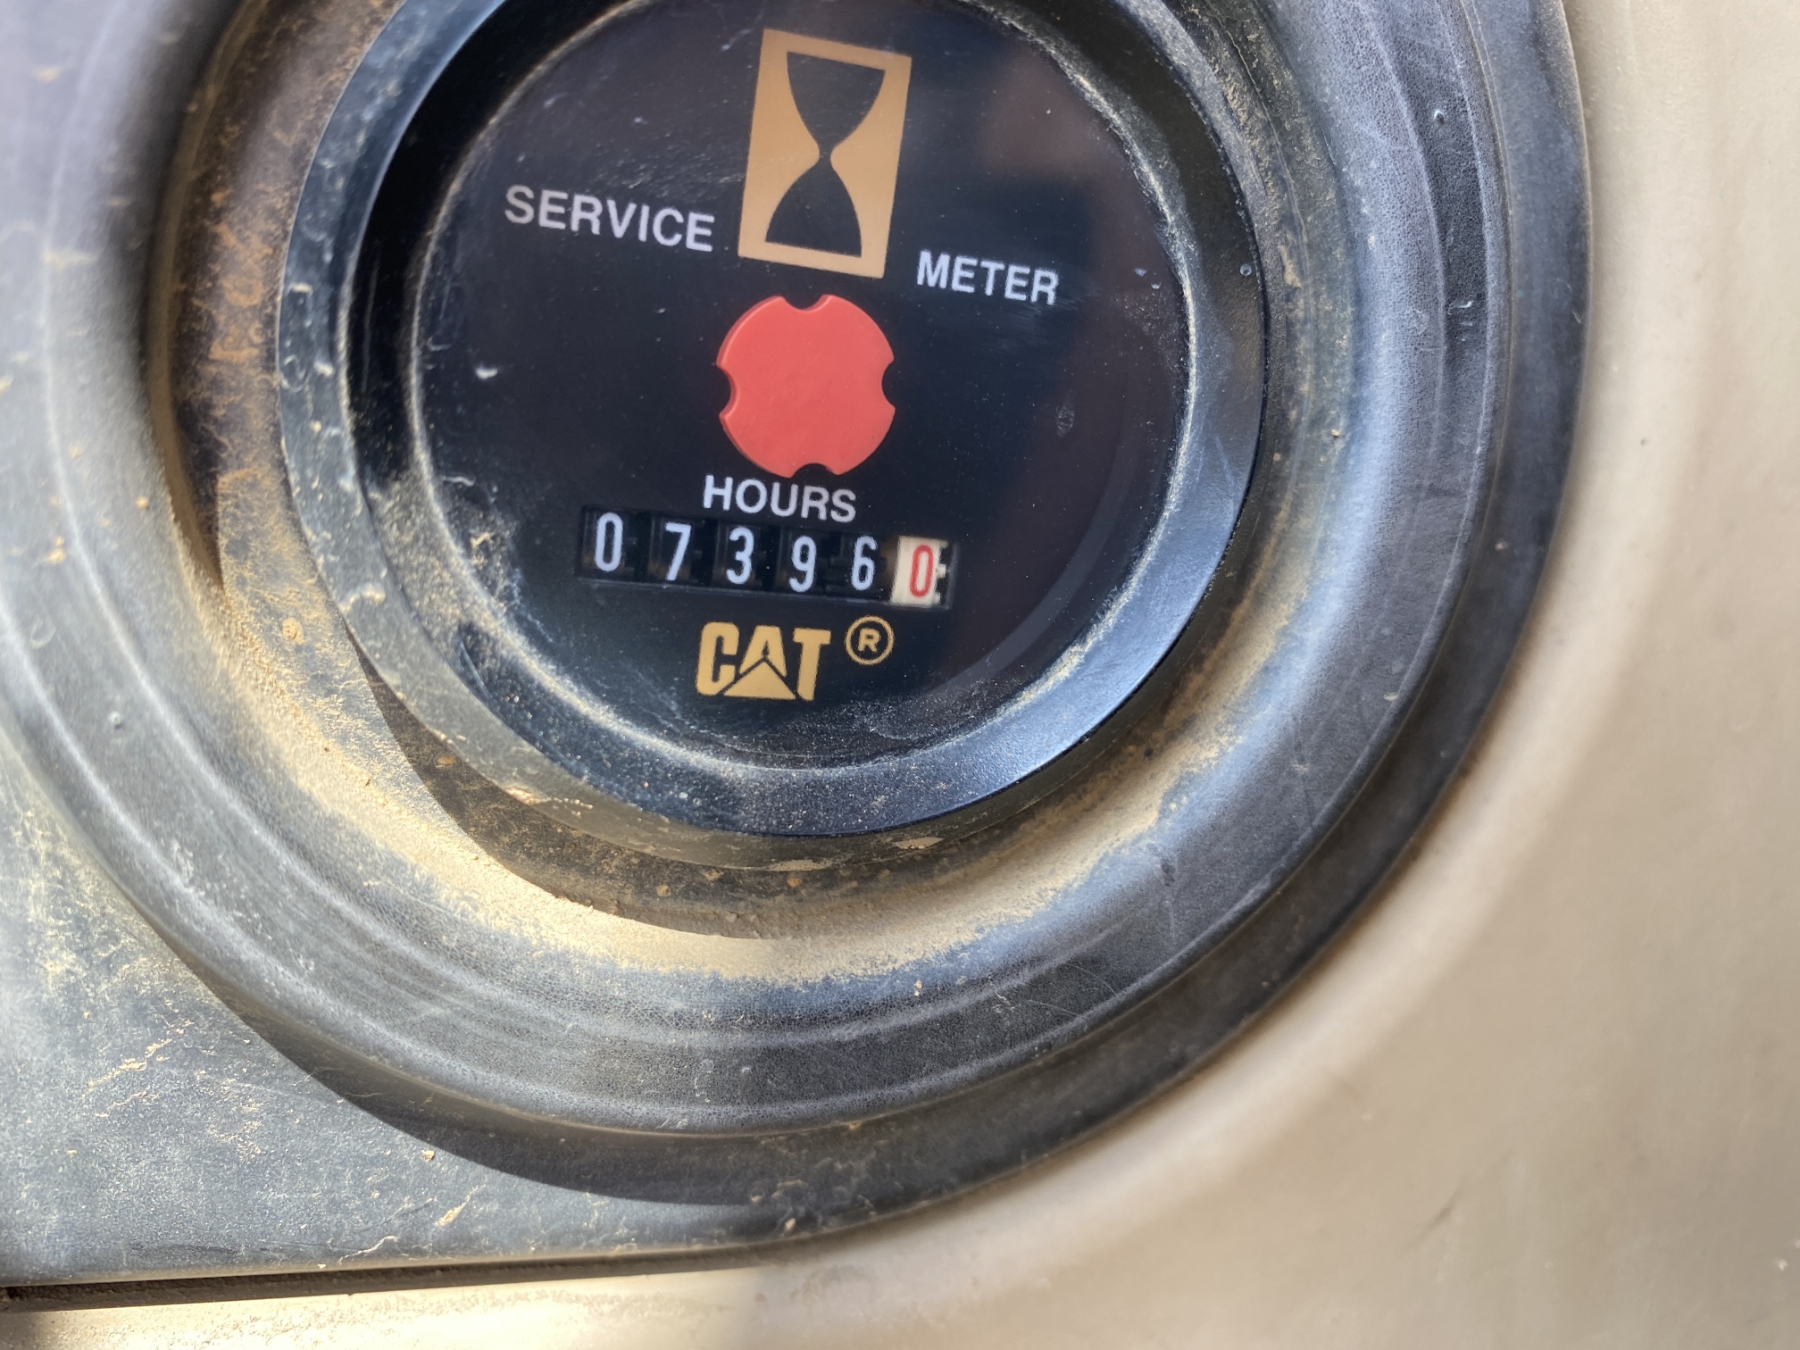 SERVICE METER
HOURS
073960
CAT ®